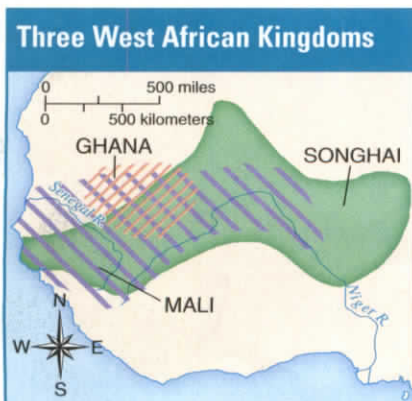 Three West African Kingdoms
0 500 miles
0 500 kilometers
GHANA
SONGHAI
Senegal R.
MALI
Niger R.
N
W E
S